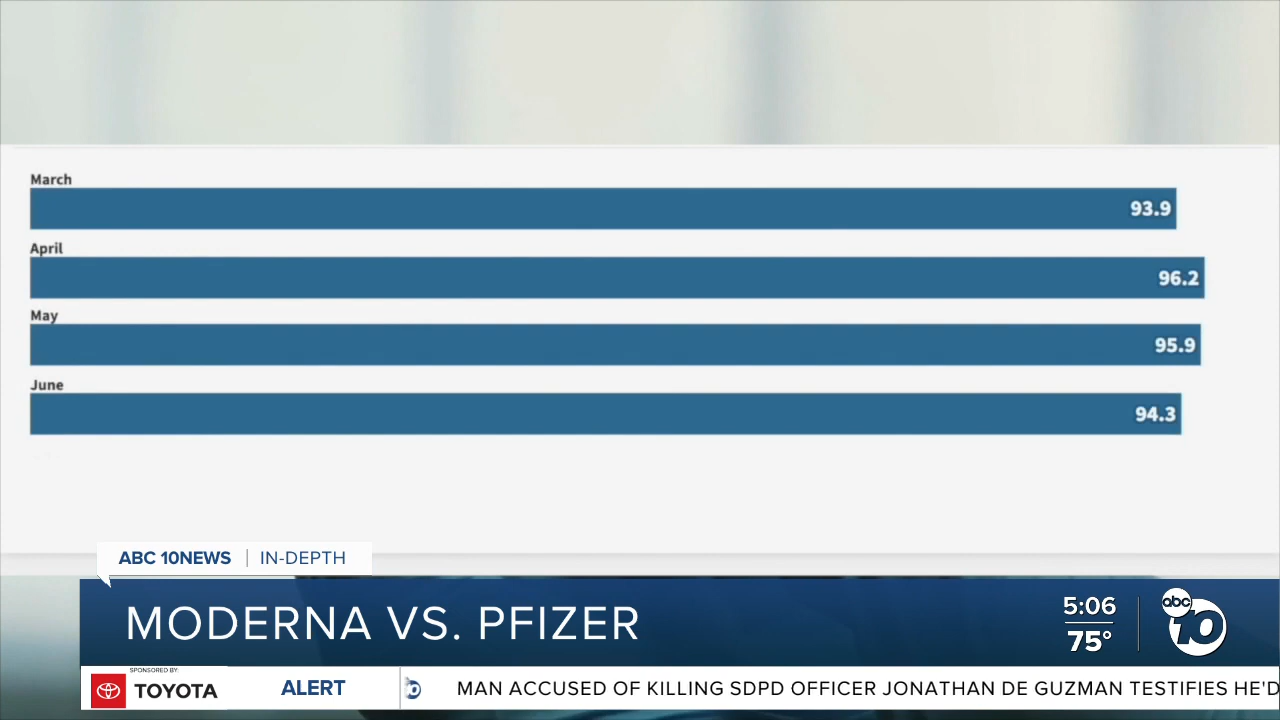 March
93.9
April
96.2
May
95.9
June
94.3
ABC 10NEWS | IN-DEPTH
MODERNA VS. PFIZER
5:06
75°
abc
10
SPONSORED BY:
TOYOTA
ALERT
10
MAN ACCUSED OF KILLING SDPD OFFICER JONATHAN DE GUZMAN TESTIFIES HE'D